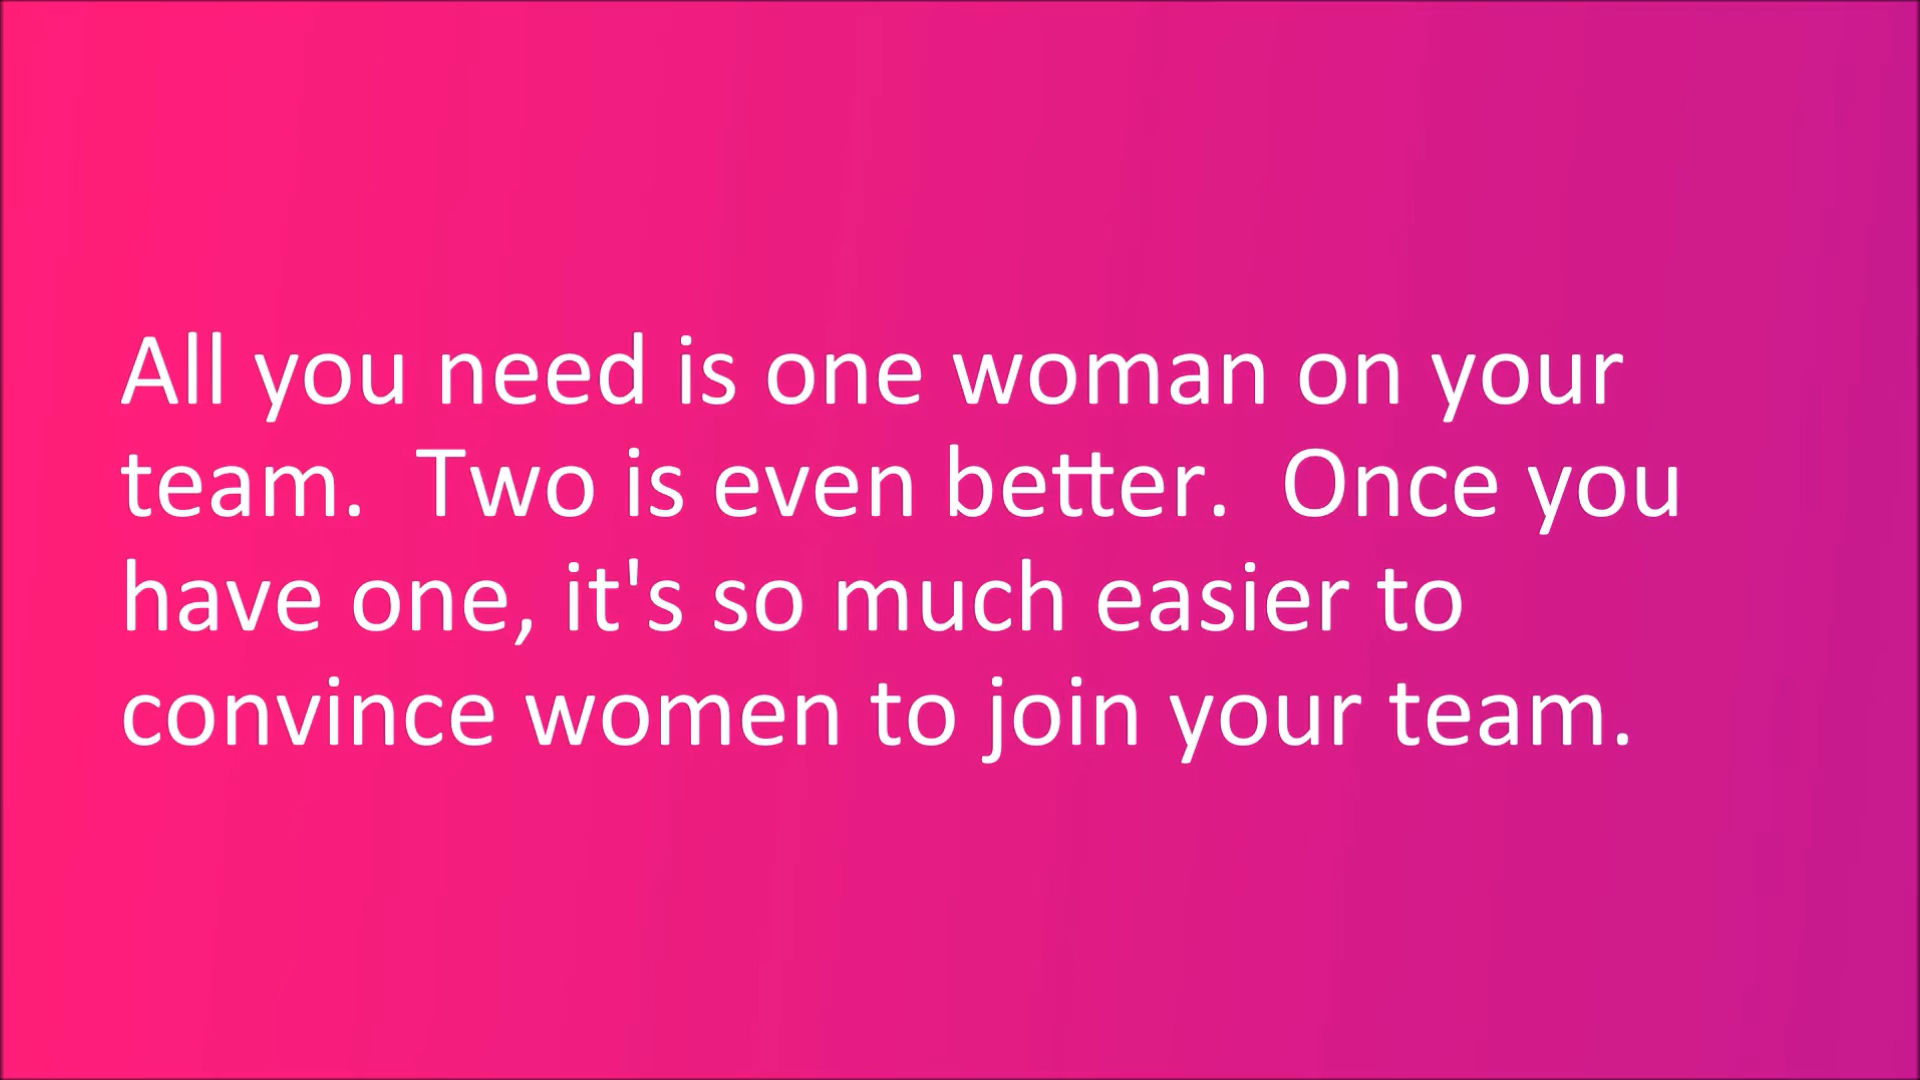 All you need is one woman on your
team.  Two is even better.  Once you
have one, it's so much easier to
convince women to join your team.